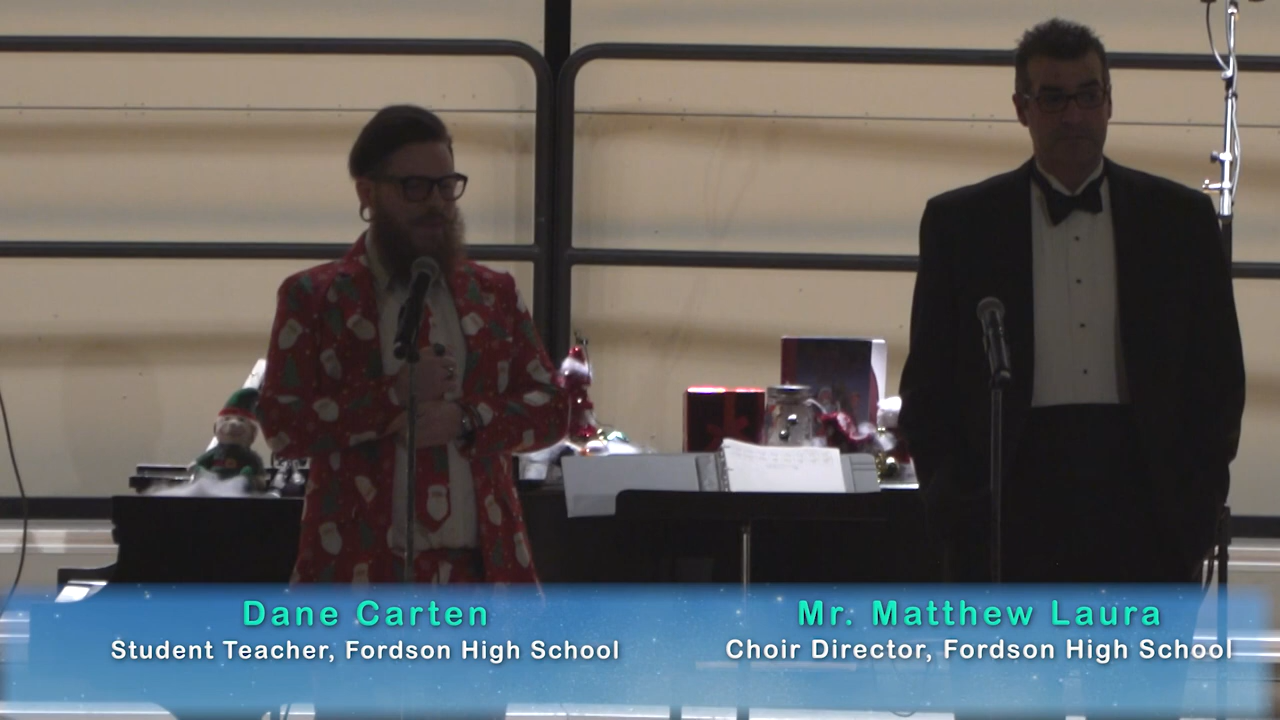 Dane Carten
Student Teacher, Fordson High School
Mr. Matthew Laura
Choir Director, Fordson High School